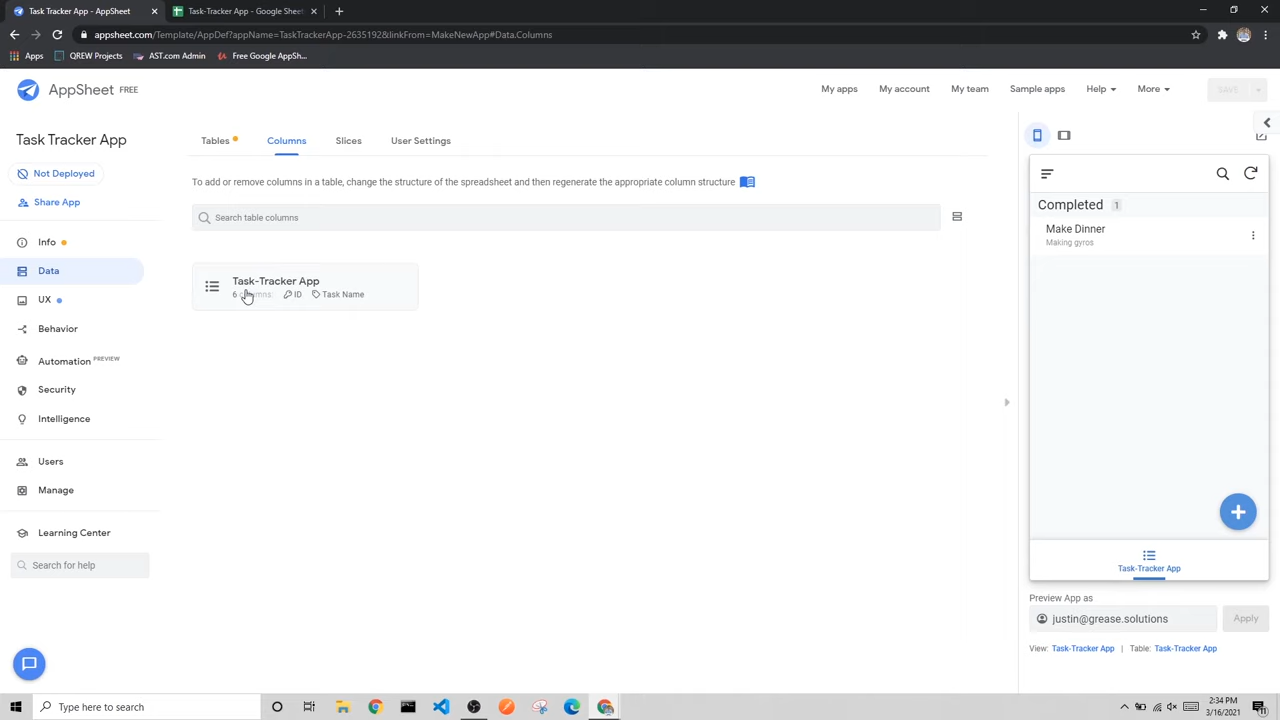 Task Tracker App - AppSheet
Task-Tracker App - Google Sheet
appsheet.com/Template/AppDef?appName=TaskTrackerApp-2635192&linkFrom=MakeNewApp#Data.Columns
Apps
QREW Projects
AST.com Admin
Free Google AppSh...
AppSheet FREE
My apps
My account
My team
Sample apps
Help
More
SAVE
Task Tracker App
Not Deployed
Share App
Info
Data
UX
Behavior
Automation PREVIEW
Security
Intelligence
Users
Manage
Learning Center
Search for help
Tables
Columns
Slices
User Settings
To add or remove columns in a table, change the structure of the spreadsheet and then regenerate the appropriate column structure
Search table columns
Task-Tracker App
6 columns: ID Task Name
Completed 1
Make Dinner
Making gyros
Task-Tracker App
Preview App as
justin@grease.solutions
Apply
View: Task-Tracker App | Table: Task-Tracker App
Type here to search
2:34 PM
3/16/2021